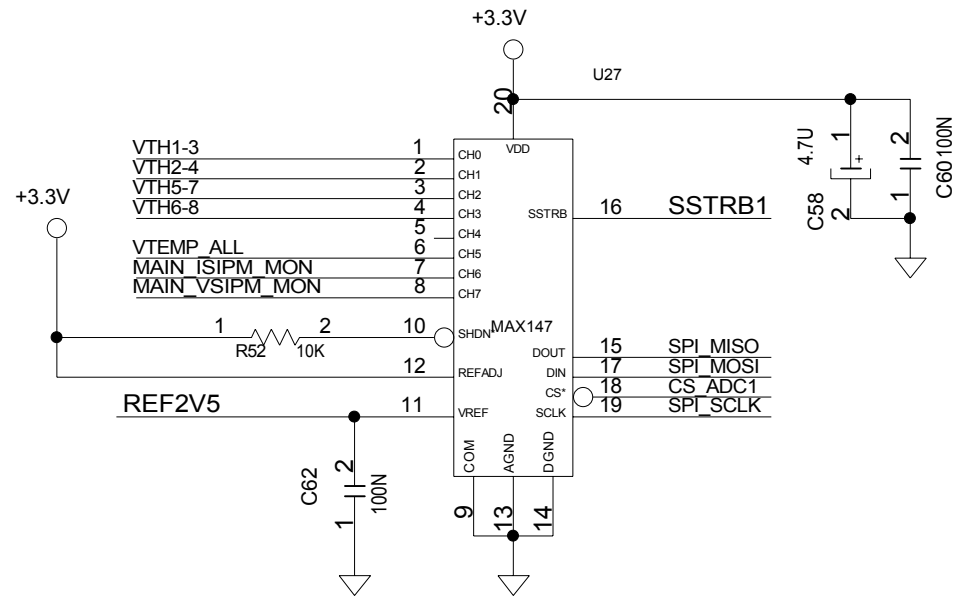 +3.3V
U27
20
VDD
4.7U
1
+
2
C58
2
1
C60
100N
VTH1-3 1 CH0
VTH2-4 2 CH1
VTH5-7 3 CH2
VTH6-8 4 CH3
5 CH4
VTEMP_ALL 6 CH5
MAIN_ISIPM_MON 7 CH6
MAIN_VSIPM_MON 8 CH7
+3.3V
SSTRB 16 SSTRB1
1 R52 2 10K
10 SHDN*
MAX147
12 REFADJ
REF2V5 11 VREF
DOUT 15 SPI_MISO
DIN 17 SPI_MOSI
CS* 18 CS_ADC1
SCLK 19 SPI_SCLK
COM
AGND
DGND
9
13
14
C62
2
1
100N